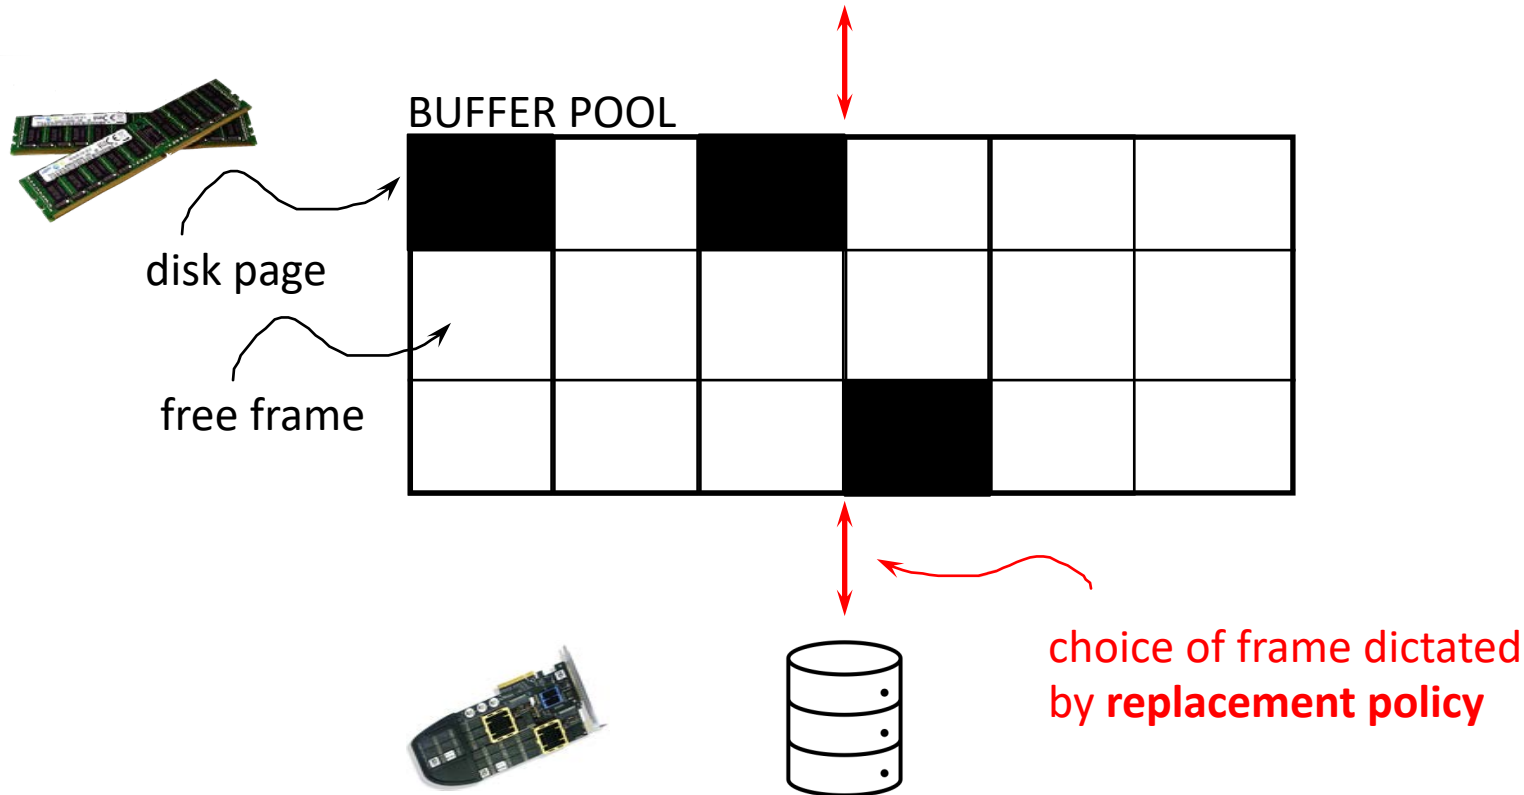 BUFFER POOL
disk page
free frame
choice of frame dictated
by replacement policy